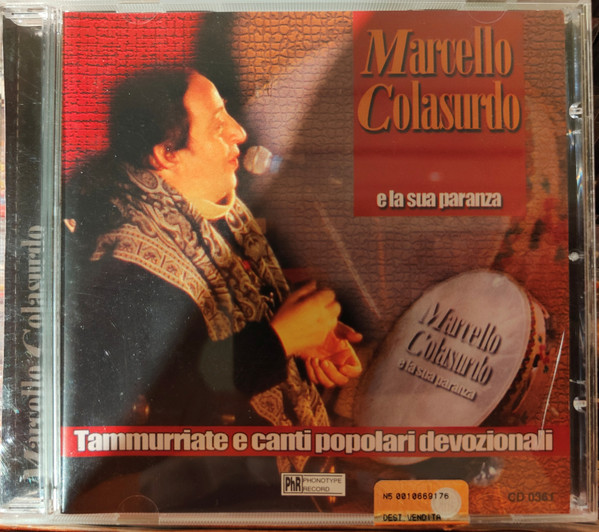 Marcello
Colasurdo
e la sua paranza
Marcello
Colasurdo
e la sua paranza
Tammurriate e canti popolari devozionali
PhR PHONOTYPE
RECORD
N5 0010669176
DEST.VENDITA
CD 0361
Marcello Colasurdo